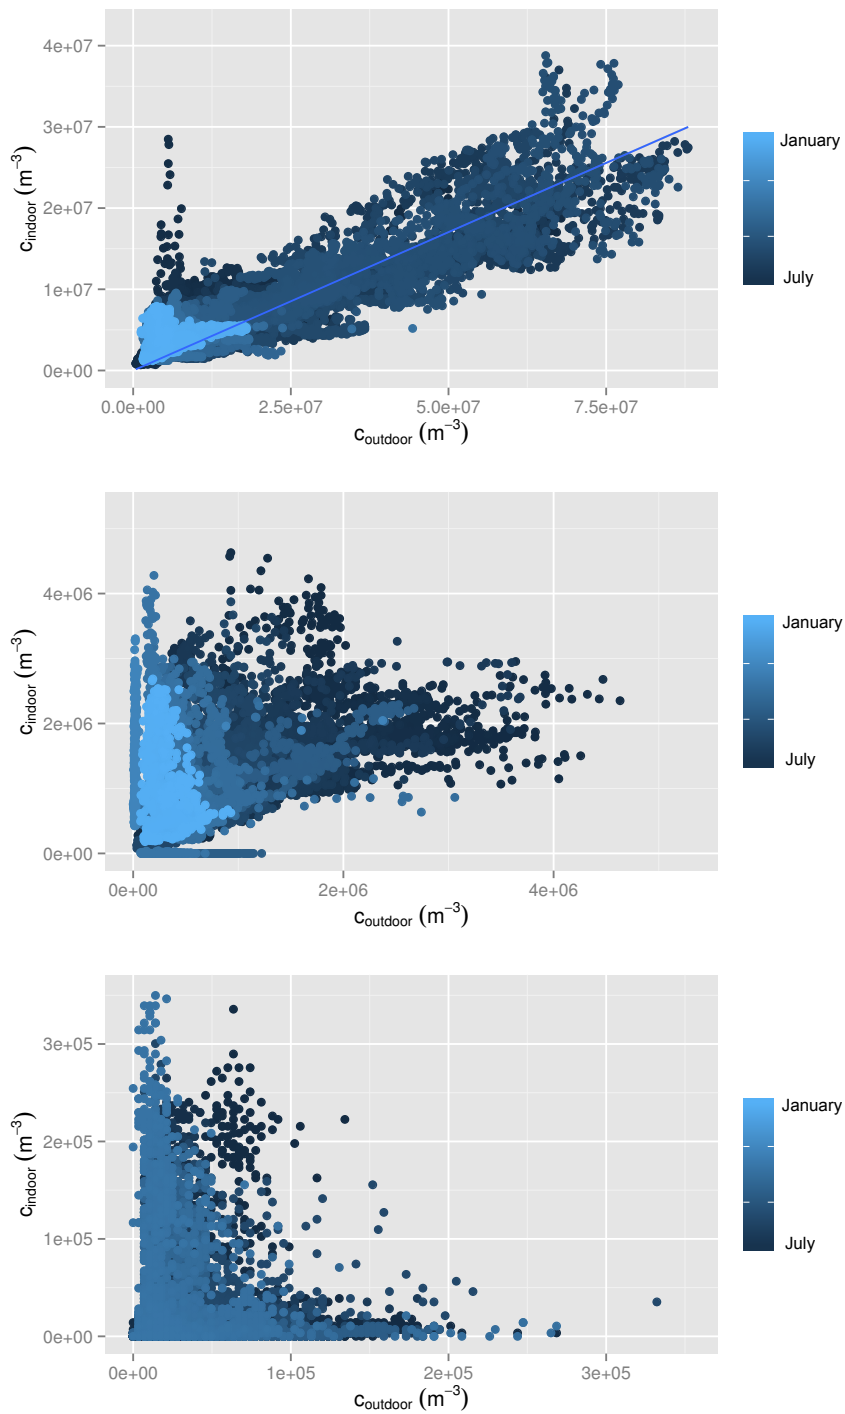 4e+07
3e+07
2e+07
1e+07
0e+00
c_indoor (m⁻³)
0.0e+00 2.5e+07 5.0e+07 7.5e+07
c_outdoor (m⁻³)
January
July
4e+06
2e+06
0e+00
c_indoor (m⁻³)
0e+00 2e+06 4e+06
c_outdoor (m⁻³)
January
July
3e+05
2e+05
1e+05
0e+00
c_indoor (m⁻³)
0e+00 1e+05 2e+05 3e+05
c_outdoor (m⁻³)
January
July